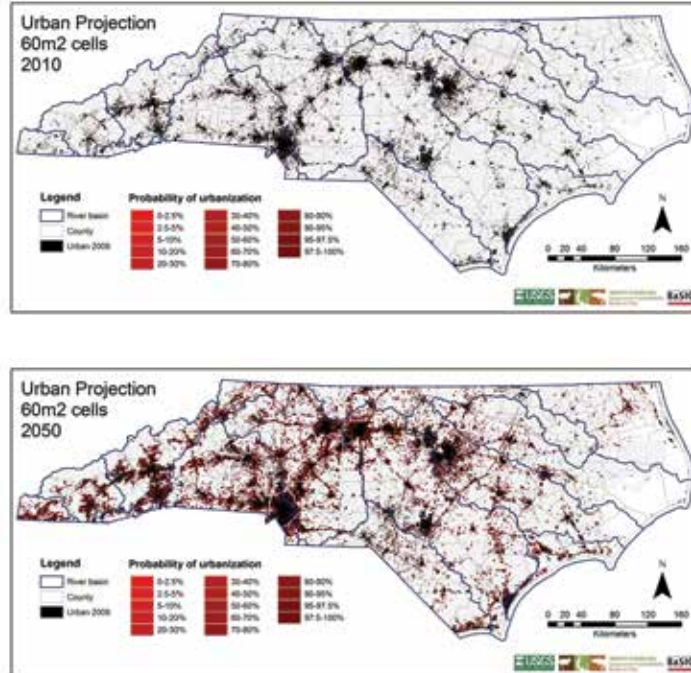 Urban Projection
60m2 cells
2010
Legend
River basin
County
Urban 2009
Probability of urbanization
0-2.5%
2.5-5%
5-10%
10-20%
20-30%
30-40%
40-50%
50-60%
60-70%
70-80%
80-90%
90-95%
95-97.5%
97.5-100%
N
0 20 40 80 120 160
Kilometers
USGS
BaSIC
Urban Projection
60m2 cells
2050
Legend
River basin
County
Urban 2009
Probability of urbanization
0-2.5%
2.5-5%
5-10%
10-20%
20-30%
30-40%
40-50%
50-60%
60-70%
70-80%
80-90%
90-95%
95-97.5%
97.5-100%
N
0 20 40 80 120 160
Kilometers
USGS
BaSIC